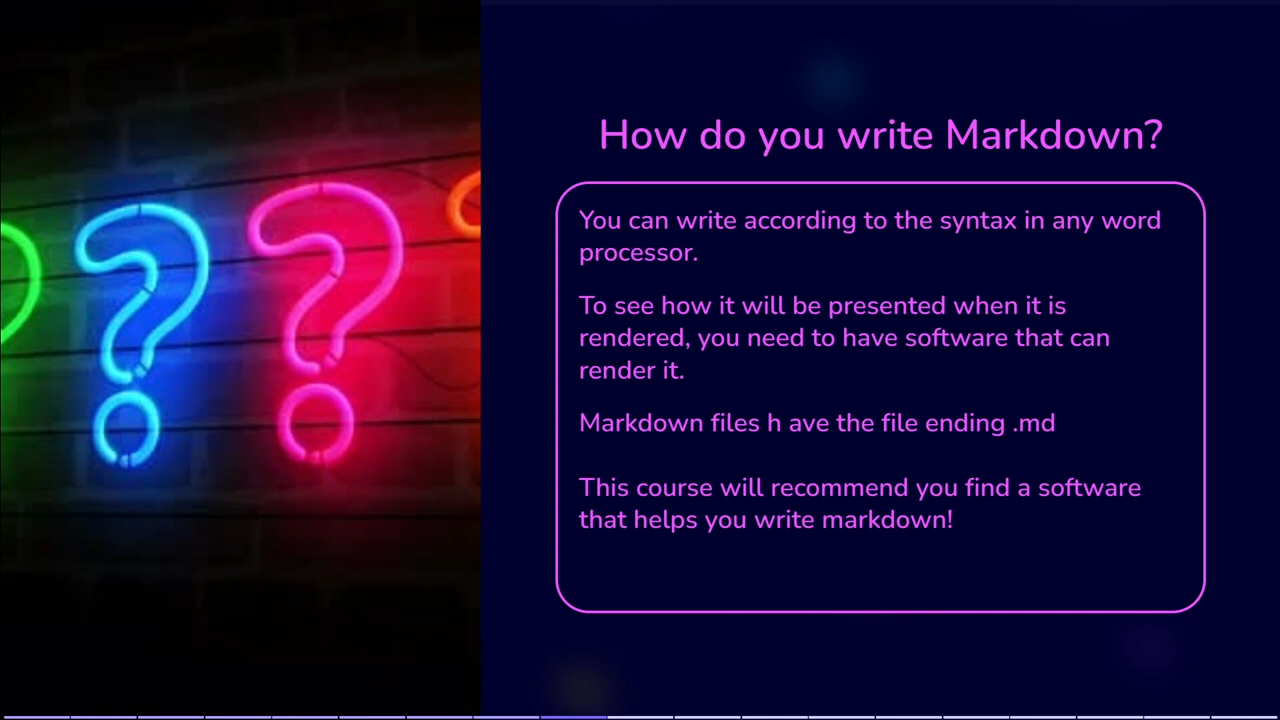 How do you write Markdown?
You can write according to the syntax in any word
processor.
To see how it will be presented when it is
rendered, you need to have software that can
render it.
Markdown files h ave the file ending .md
This course will recommend you find a software
that helps you write markdown!